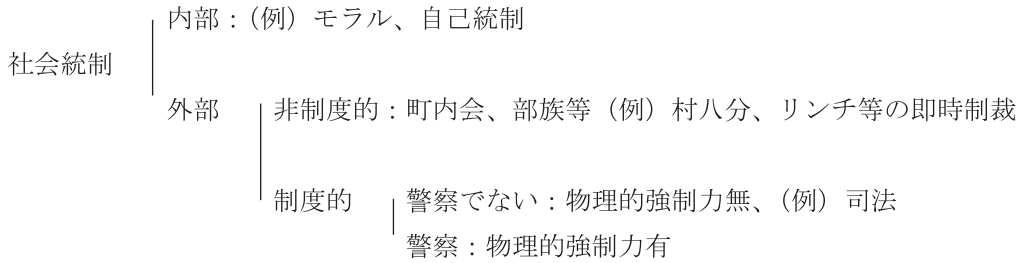 内部：（例）モラル、自己統制
社会統制
外部　非制度的：町内会、部族等（例）村八分、リンチ等の即時制裁
制度的　警察でない：物理的強制力無、（例）司法
警察：物理的強制力有